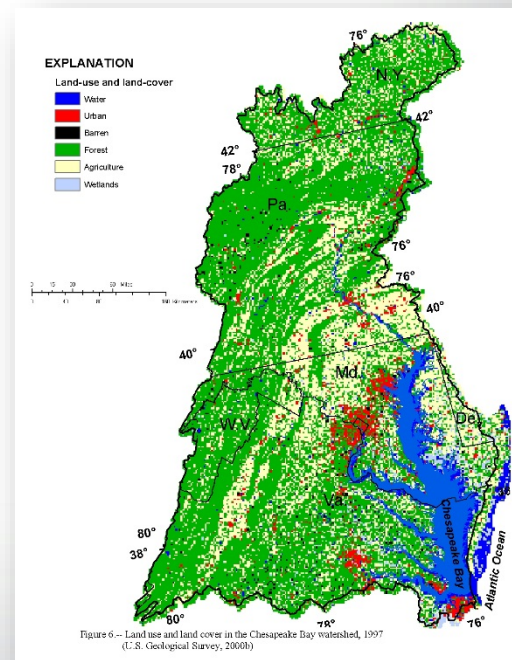 EXPLANATION
Land-use and land-cover
Water
Urban
Barren
Forest
Agriculture
Wetlands
76°
N.Y.
42°
42°
78°
Pa.
76°
76°
40°
40°
Md.
W.V.
De.
Va.
80°
38°
Chesapeake Bay
Atlantic Ocean
80°
78°
76°
Figure 6.-- Land use and land cover in the Chesapeake Bay watershed, 1997
(U.S. Geological Survey, 2000b)